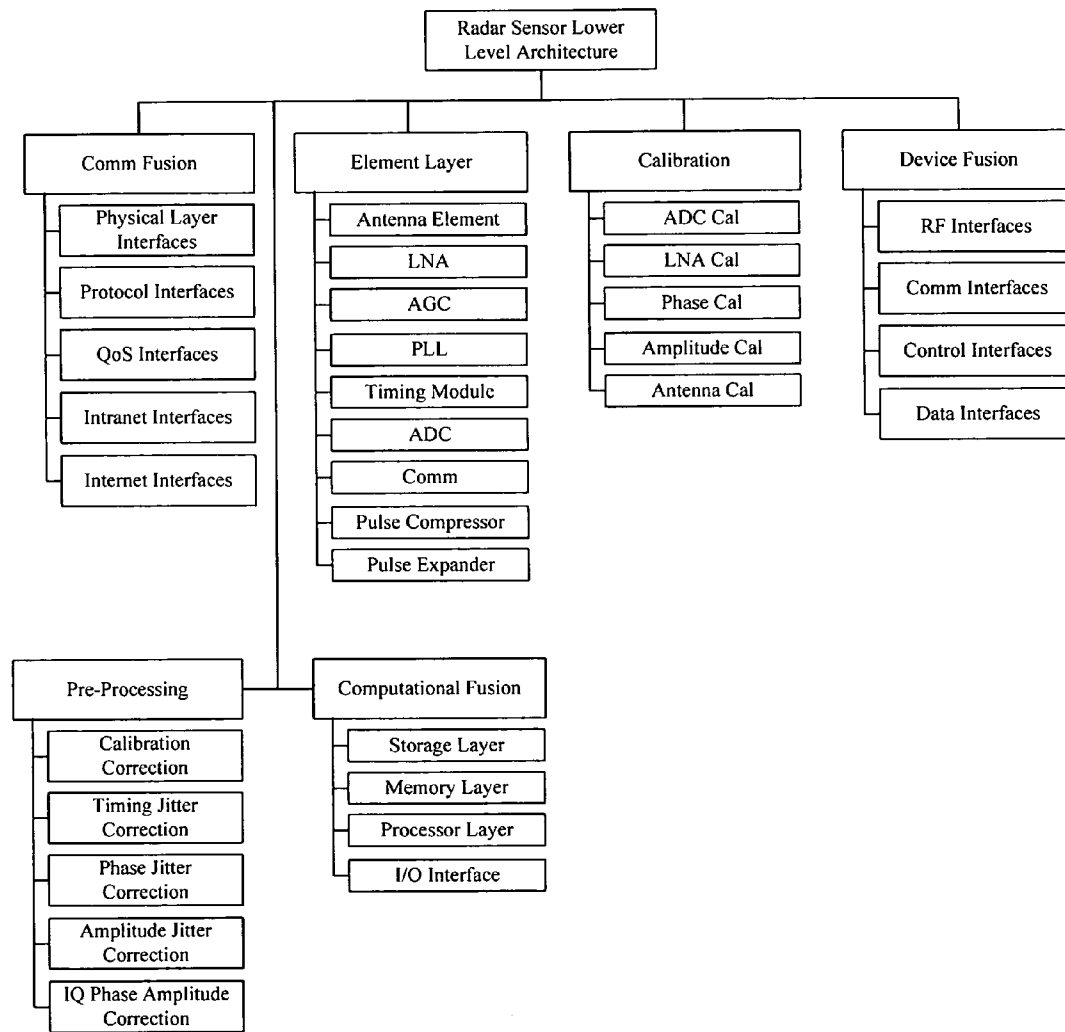 Radar Sensor Lower
Level Architecture
Comm Fusion
Physical Layer
Interfaces
Protocol Interfaces
QoS Interfaces
Intranet Interfaces
Internet Interfaces
Element Layer
Antenna Element
LNA
AGC
PLL
Timing Module
ADC
Comm
Pulse Compressor
Pulse Expander
Calibration
ADC Cal
LNA Cal
Phase Cal
Amplitude Cal
Antenna Cal
Device Fusion
RF Interfaces
Comm Interfaces
Control Interfaces
Data Interfaces
Pre-Processing
Calibration
Correction
Timing Jitter
Correction
Phase Jitter
Correction
Amplitude Jitter
Correction
IQ Phase Amplitude
Correction
Computational Fusion
Storage Layer
Memory Layer
Processor Layer
I/O Interface